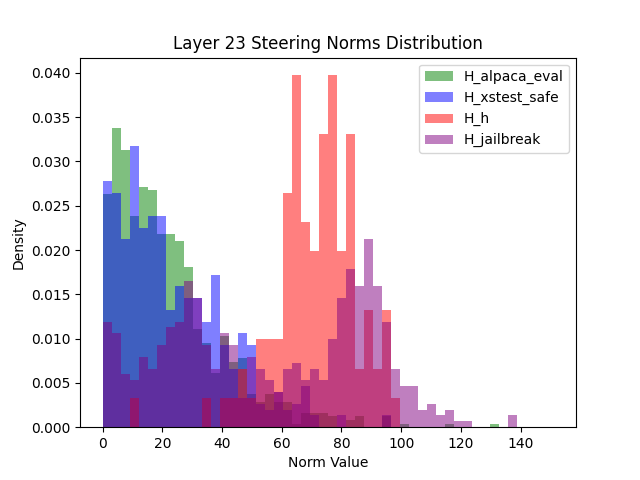 Layer 23 Steering Norms Distribution
H_alpaca_eval
H_xstest_safe
H_h
H_jailbreak
0.040
0.035
0.030
0.025
0.020
0.015
0.010
0.005
0.000
Density
0 20 40 60 80 100 120 140
Norm Value